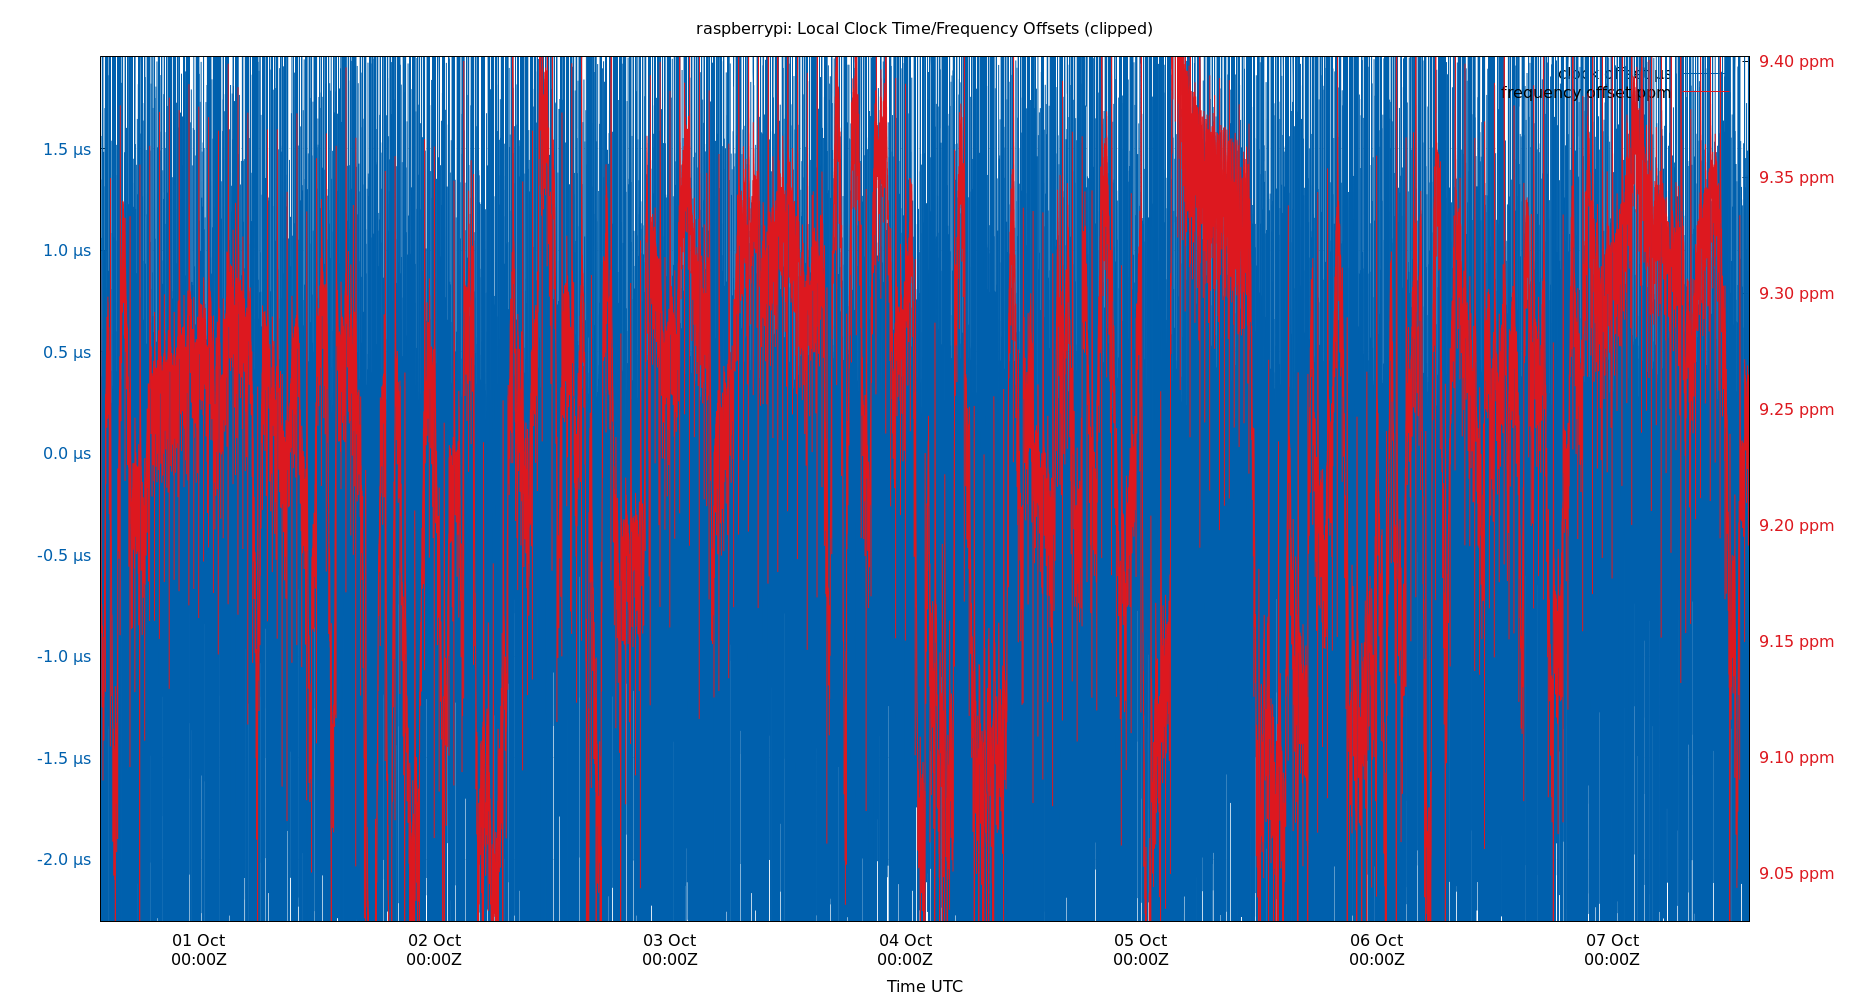 raspberrypi: Local Clock Time/Frequency Offsets (clipped)
clock offset μs
frequency offset ppm
1.5 μs
1.0 μs
0.5 μs
0.0 μs
-0.5 μs
-1.0 μs
-1.5 μs
-2.0 μs
9.40 ppm
9.35 ppm
9.30 ppm
9.25 ppm
9.20 ppm
9.15 ppm
9.10 ppm
9.05 ppm
01 Oct 02 Oct 03 Oct 04 Oct 05 Oct 06 Oct 07 Oct
00:00Z 00:00Z 00:00Z 00:00Z 00:00Z 00:00Z 00:00Z
Time UTC